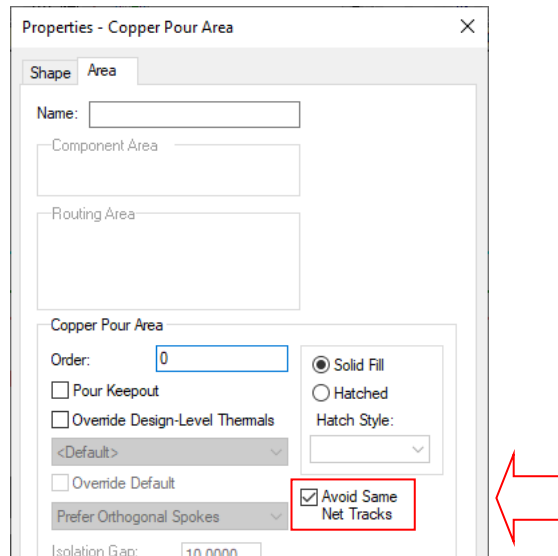 Properties - Copper Pour Area
Shape
Area
Name:
Component Area
Routing Area
Copper Pour Area
Order:
0
Solid Fill
Pour Keepout
Hatched
Override Design-Level Thermals
Hatch Style:
<Default>
Override Default
Avoid Same
Net Tracks
Prefer Orthogonal Spokes
Isolation Gap:
10.0000